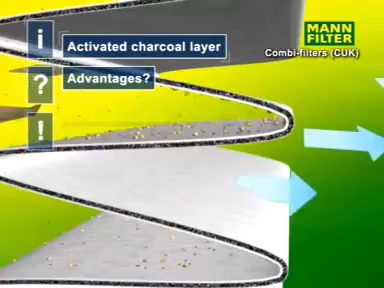 i
Activated charcoal layer
MANN
FILTER
Combi-filters (CUK)
?
Advantages?
!